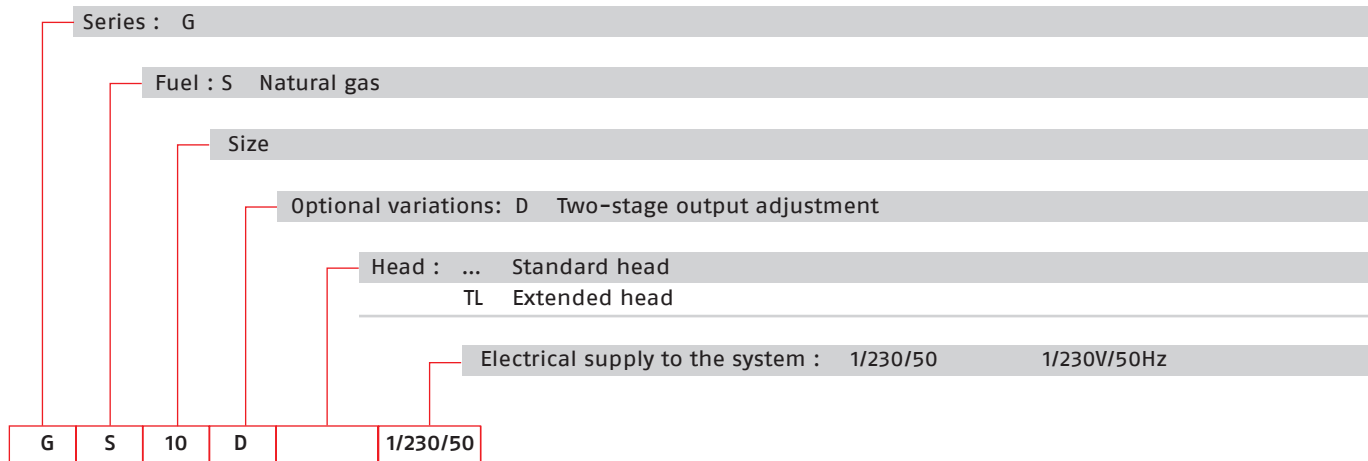 Series : G
Fuel : S Natural gas
Size
Optional variations: D Two-stage output adjustment
Head : ... Standard head
TL Extended head
Electrical supply to the system : 1/230/50 1/230V/50Hz
G S 10 D 1/230/50